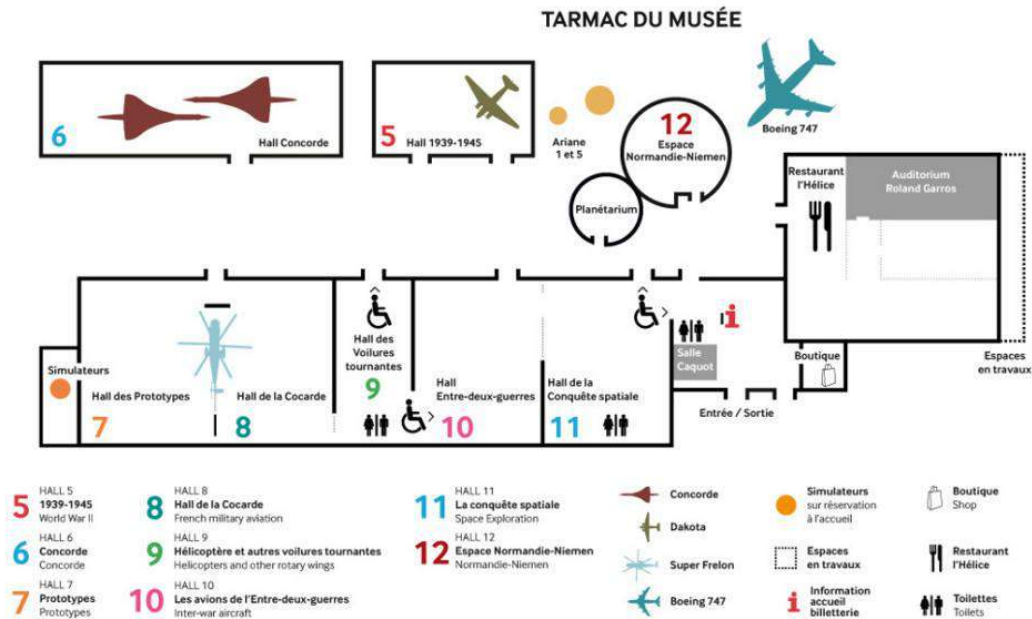 TARMAC DU MUSÉE
6
Hall Concorde
5
Hall 1939-1945
Ariane
1 et 5
12
Espace
Normandie-Niemen
Boeing 747
Planétarium
Restaurant
l'Hélice
Auditorium
Roland Garros
Simulateurs
Hall des Prototypes
7
Hall de la Cocarde
8
Hall des
Voilures
tournantes
9
Hall
Entre-deux-guerres
10
Hall de la
Conquête spatiale
11
Salle
Caquot
i
Entrée / Sortie
Boutique
Espaces
en travaux
5
HALL 5
1939-1945
World War II
6
HALL 6
Concorde
Concorde
7
HALL 7
Prototypes
Prototypes
8
HALL 8
Hall de la Cocarde
French military aviation
9
HALL 9
Hélicoptère et autres voilures tournantes
Helicopters and other rotary wings
10
HALL 10
Les avions de l'Entre-deux-guerres
Inter-war aircraft
11
HALL 11
La conquête spatiale
Space Exploration
12
HALL 12
Espace Normandie-Niemen
Normandie-Niemen
Concorde
Dakota
Super Frelon
Boeing 747
Simulateurs
sur réservation
à l'accueil
Espaces
en travaux
i
Information
accueil
billetterie
Boutique
Shop
Restaurant
l'Hélice
Toilettes
Toilets